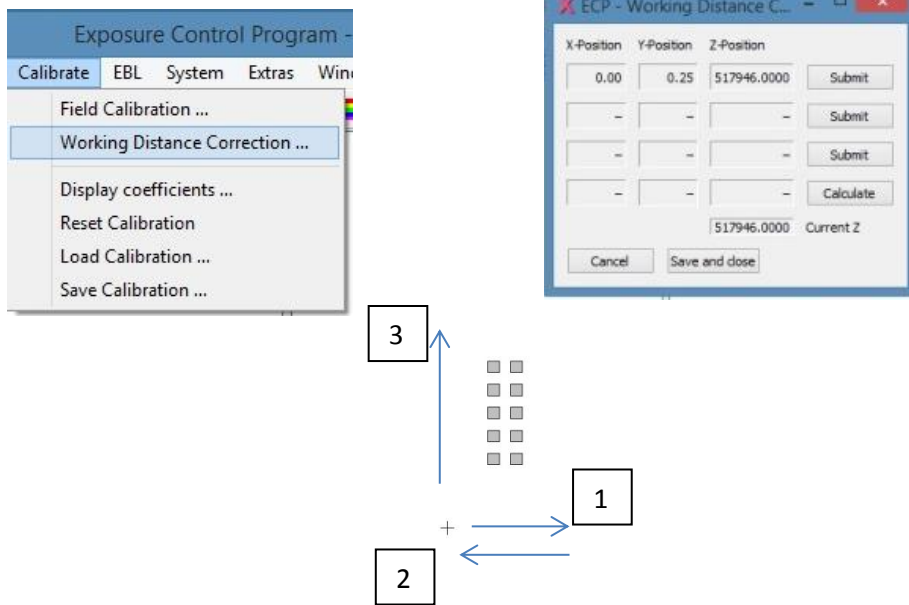 Exposure Control Program -
Calibrate EBL System Extras Win
Field Calibration ...
Working Distance Correction ...
Display coefficients ...
Reset Calibration
Load Calibration ...
Save Calibration ...
ECP - Working Distance C...
X-Position Y-Position Z-Position
0.00 0.25 517946.0000 Submit
- - - Submit
- - - Submit
- - - Calculate
517946.0000 Current Z
Cancel Save and close
3
1
2